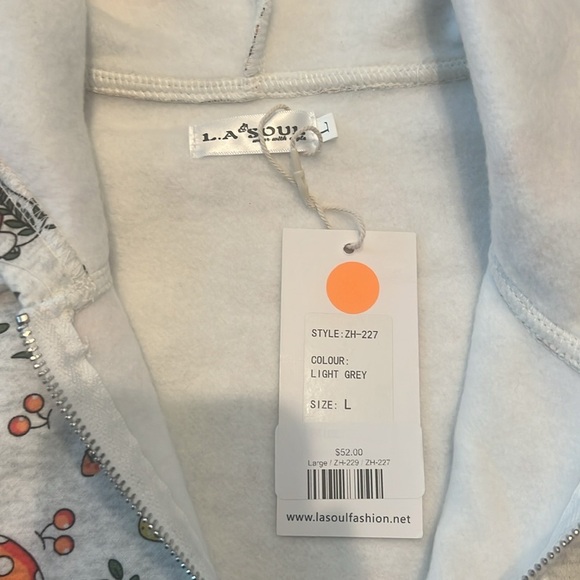 L.A SOUL
L
STYLE:ZH-227
COLOUR:
LIGHT GREY
SIZE: L
$52.00
Large / ZH-229 / ZH-227
www.lasoulfashion.net